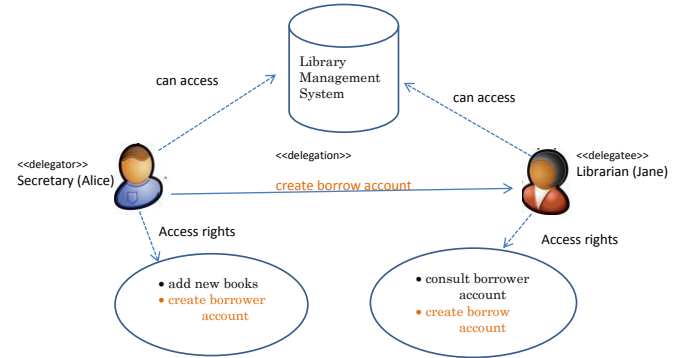 Library
Management
System
can access
can access
<<delegator>>
Secretary (Alice)
<<delegation>>
create borrow account
<<delegatee>>
Librarian (Jane)
Access rights
Access rights
• add new books
• create borrower
account
• consult borrower
account
• create borrow
account